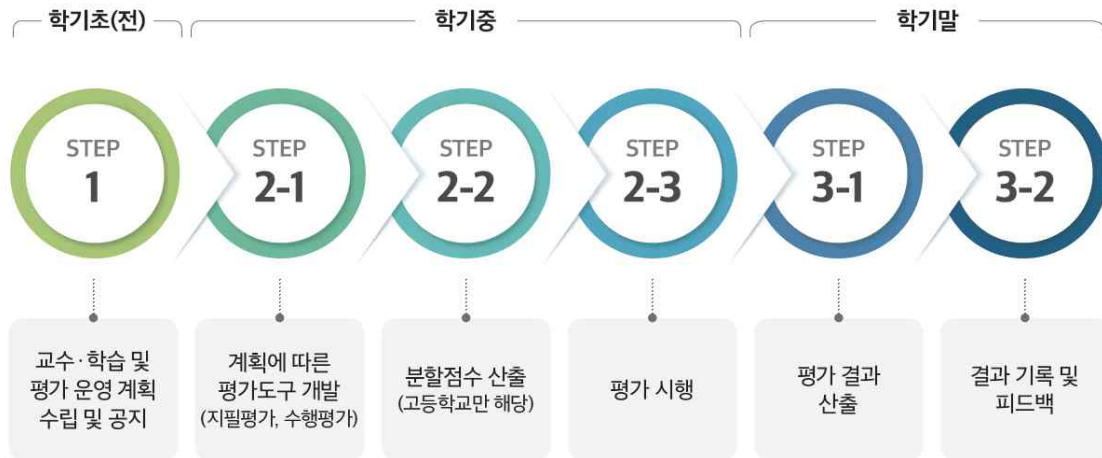 학기초(전)
학기중
학기말
STEP
1
STEP
2-1
STEP
2-2
STEP
2-3
STEP
3-1
STEP
3-2
교수·학습 및
평가 운영 계획
수립 및 공지
계획에 따른
평가도구 개발
(지필평가, 수행평가)
분할점수 산출
(고등학교만 해당)
평가 시행
평가 결과
산출
결과 기록 및
피드백